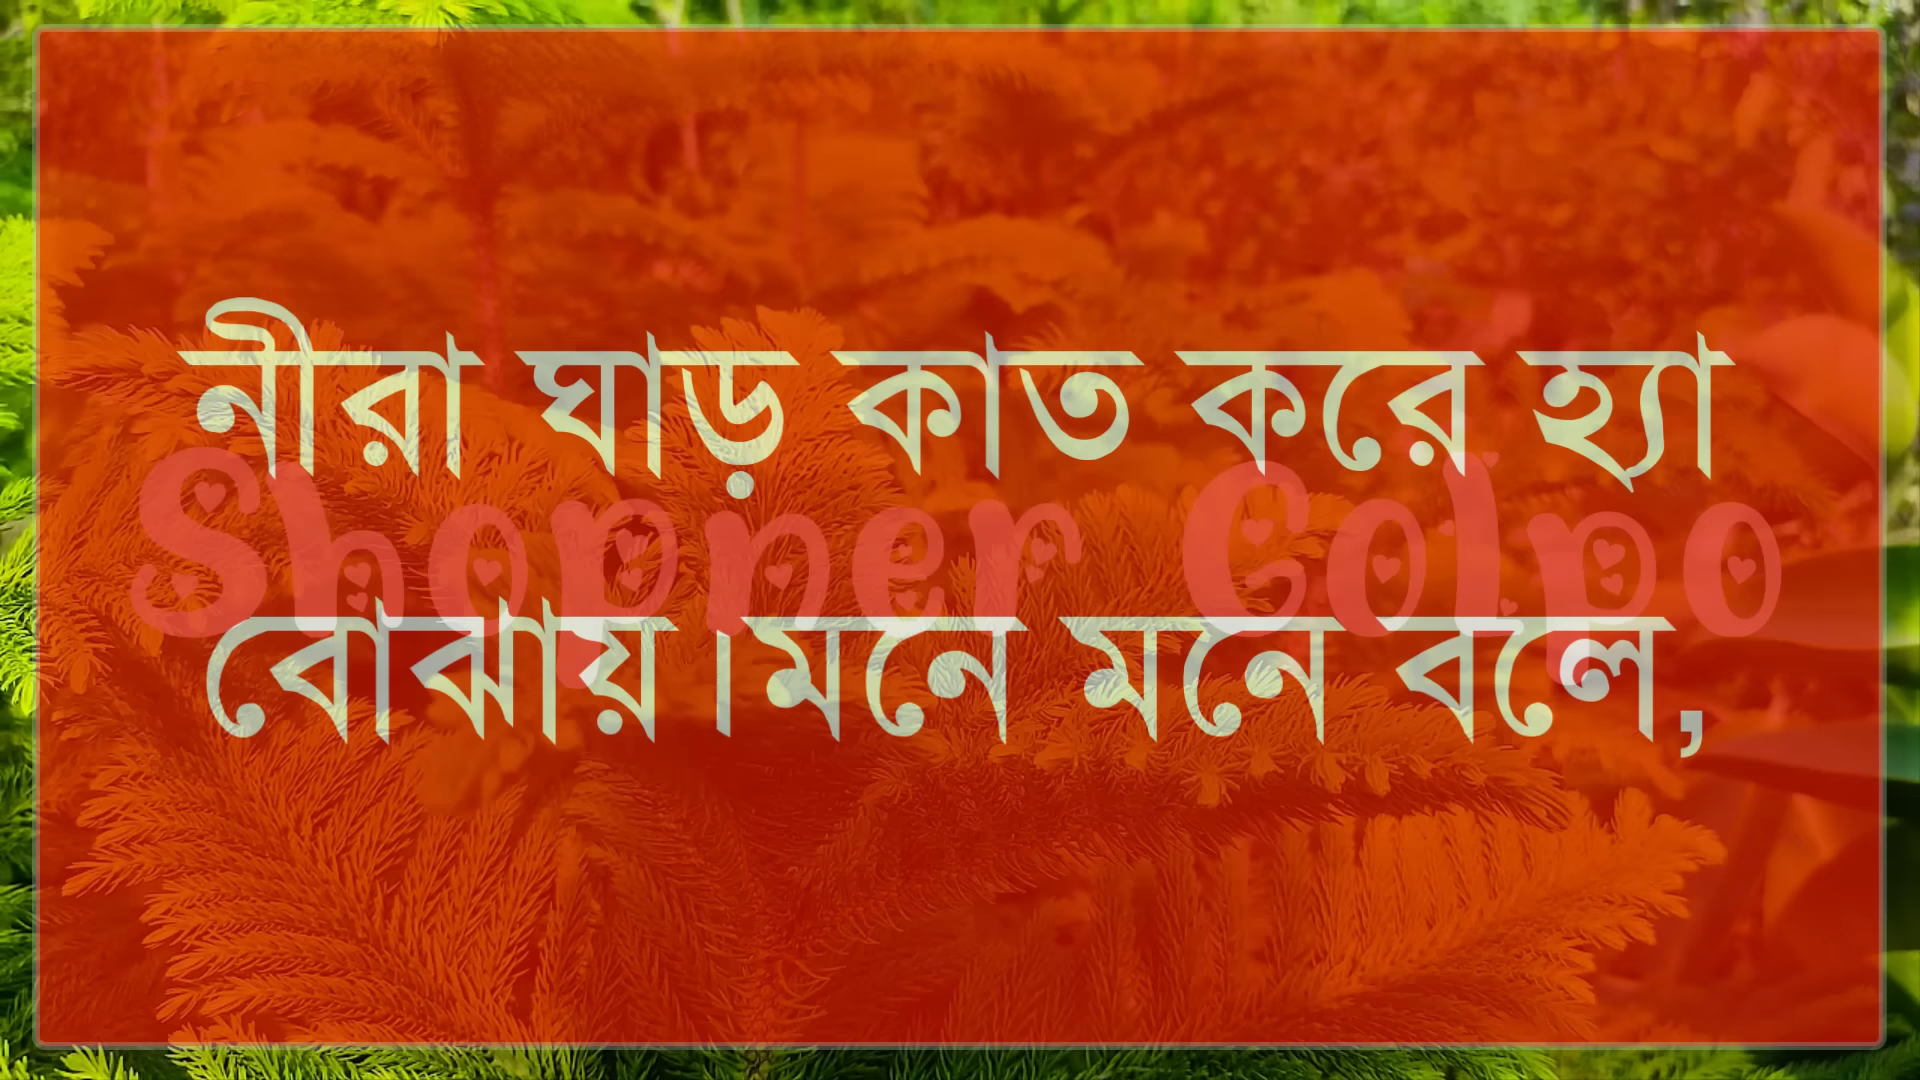 নীরা ঘাড় কাত করে হ্যা
Shopner Golpo
বোঝায়।মনে মনে বলে,